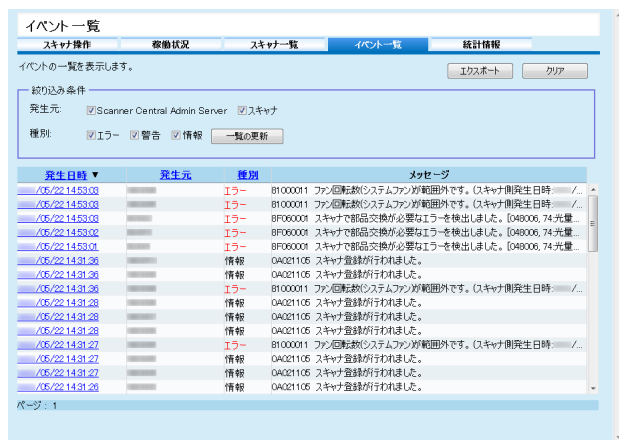 イベント一覧
スキャナ操作 稼働状況 スキャナ一覧 イベント一覧 統計情報
イベントの一覧を表示します。 エクスポート クリア
絞り込み条件
発生元: Scanner Central Admin Server スキャナ
種別: エラー 警告 情報 一覧の更新
発生日時▼ 発生元 種別 メッセージ
/05/22 14:53:03 エラー B1000011 ファン回転数(システムファン)が範囲外です。(スキャナ側発生日時: /...
/05/22 14:53:03 エラー B1000011 ファン回転数(システムファン)が範囲外です。(スキャナ側発生日時: /...
/05/22 14:53:03 エラー BF060001 スキャナで部品交換が必要なエラーを検出しました。[048006, 74:光量...
/05/22 14:53:02 エラー BF060001 スキャナで部品交換が必要なエラーを検出しました。[048006, 74:光量...
/05/22 14:53:01 エラー BF060001 スキャナで部品交換が必要なエラーを検出しました。[048006, 74:光量...
/05/22 14:31:36 情報 0A021105 スキャナ登録が行われました。
/05/22 14:31:36 情報 0A021105 スキャナ登録が行われました。
/05/22 14:31:36 エラー B1000011 ファン回転数(システムファン)が範囲外です。(スキャナ側発生日時: /...
/05/22 14:31:28 情報 0A021105 スキャナ登録が行われました。
/05/22 14:31:28 情報 0A021105 スキャナ登録が行われました。
/05/22 14:31:28 情報 0A021105 スキャナ登録が行われました。
/05/22 14:31:27 エラー B1000011 ファン回転数(システムファン)が範囲外です。(スキャナ側発生日時: /...
/05/22 14:31:27 情報 0A021105 スキャナ登録が行われました。
/05/22 14:31:27 情報 0A021105 スキャナ登録が行われました。
/05/22 14:31:26 情報 0A021105 スキャナ登録が行われました。
ページ : 1